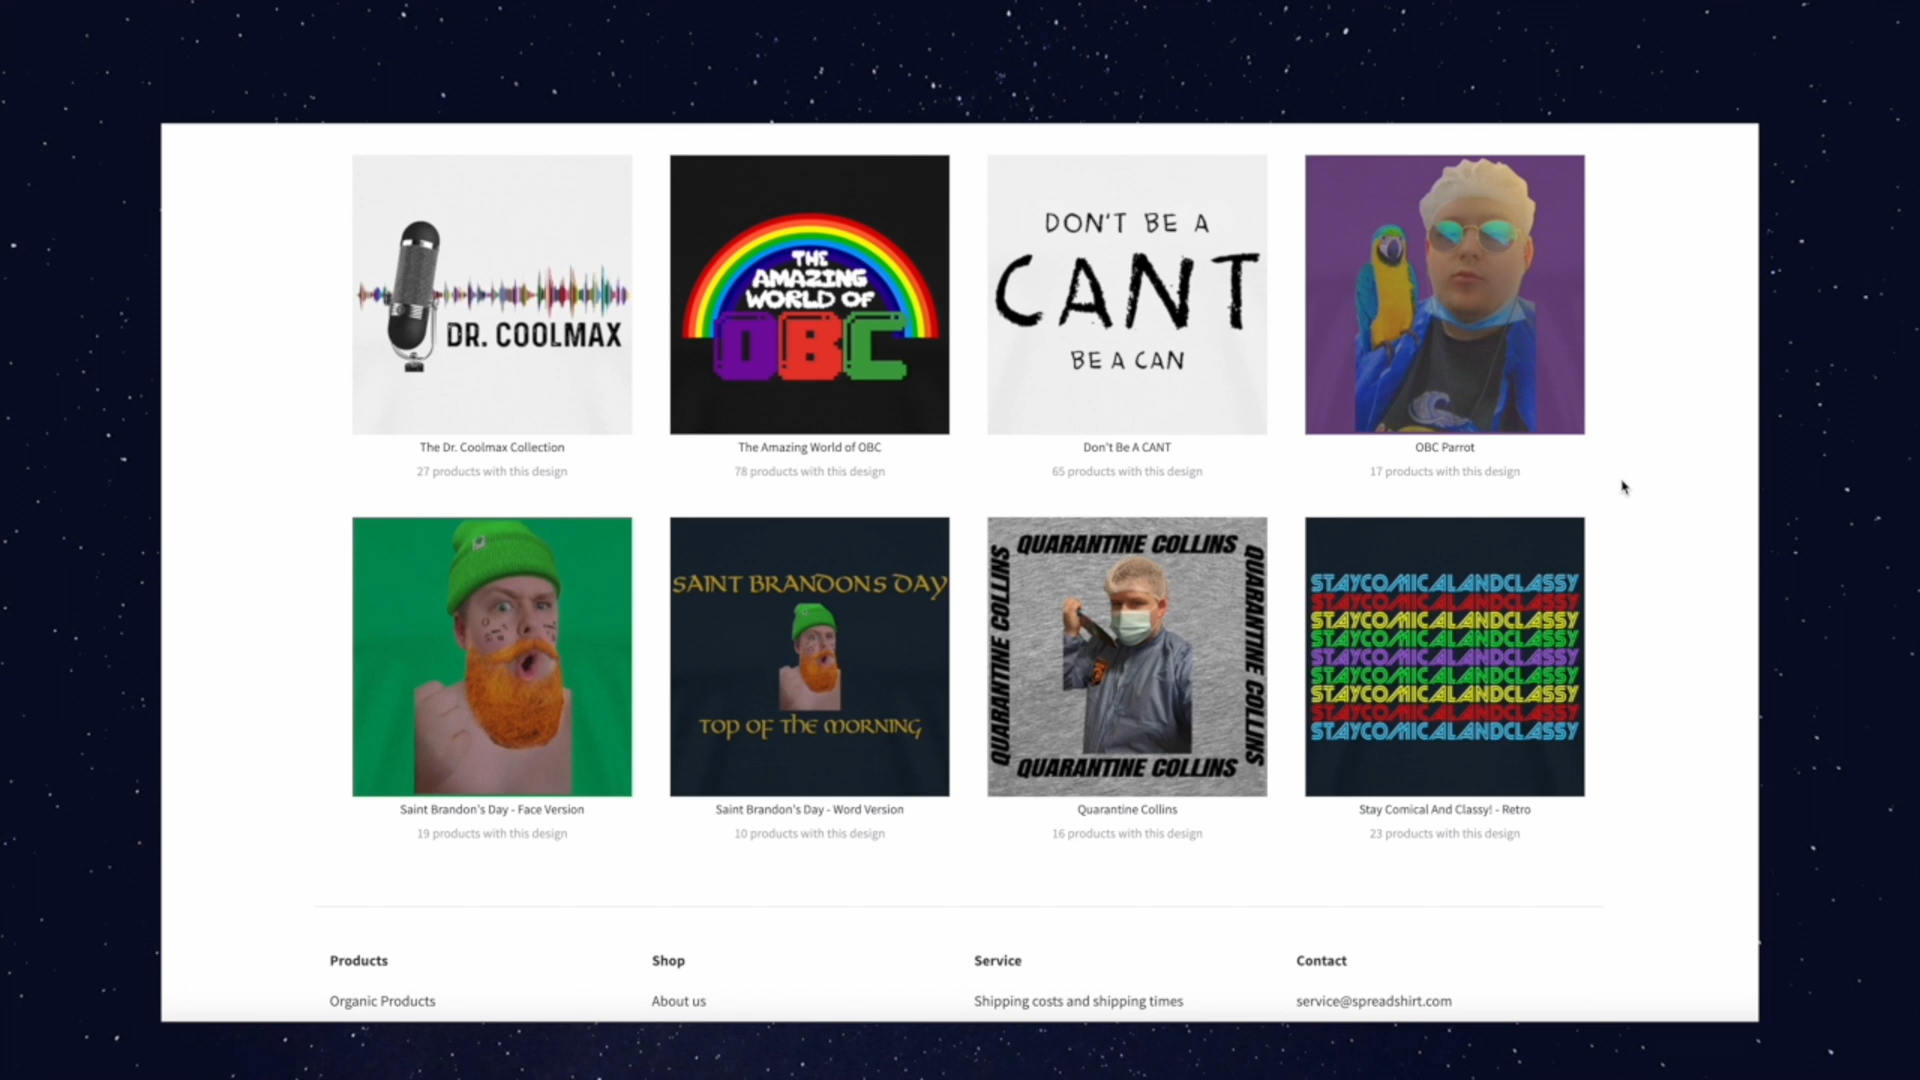 DR. COOLMAX
THE
AMAZING
WORLD OF
OBC
DON'T BE A
CANT
BE A CAN
The Dr. Coolmax Collection
27 products with this design
The Amazing World of OBC
78 products with this design
Don't Be A CANT
65 products with this design
OBC Parrot
17 products with this design
SAINT BRANDONS DAY
TOP OF THE MORNING
QUARANTINE COLLINS
QUARANTINE COLLINS
QUARANTINE COLLINS
QUARANTINE COLLINS
STAYCOMICALANDCLASSY
STAYCOMICALANDCLASSY
STAYCOMICALANDCLASSY
STAYCOMICALANDCLASSY
STAYCOMICALANDCLASSY
STAYCOMICALANDCLASSY
STAYCOMICALANDCLASSY
STAYCOMICALANDCLASSY
STAYCOMICALANDCLASSY
Saint Brandon's Day - Face Version
19 products with this design
Saint Brandon's Day - Word Version
10 products with this design
Quarantine Collins
16 products with this design
Stay Comical And Classy! - Retro
23 products with this design
Products
Shop
Service
Contact
Organic Products
About us
Shipping costs and shipping times
service@spreadshirt.com